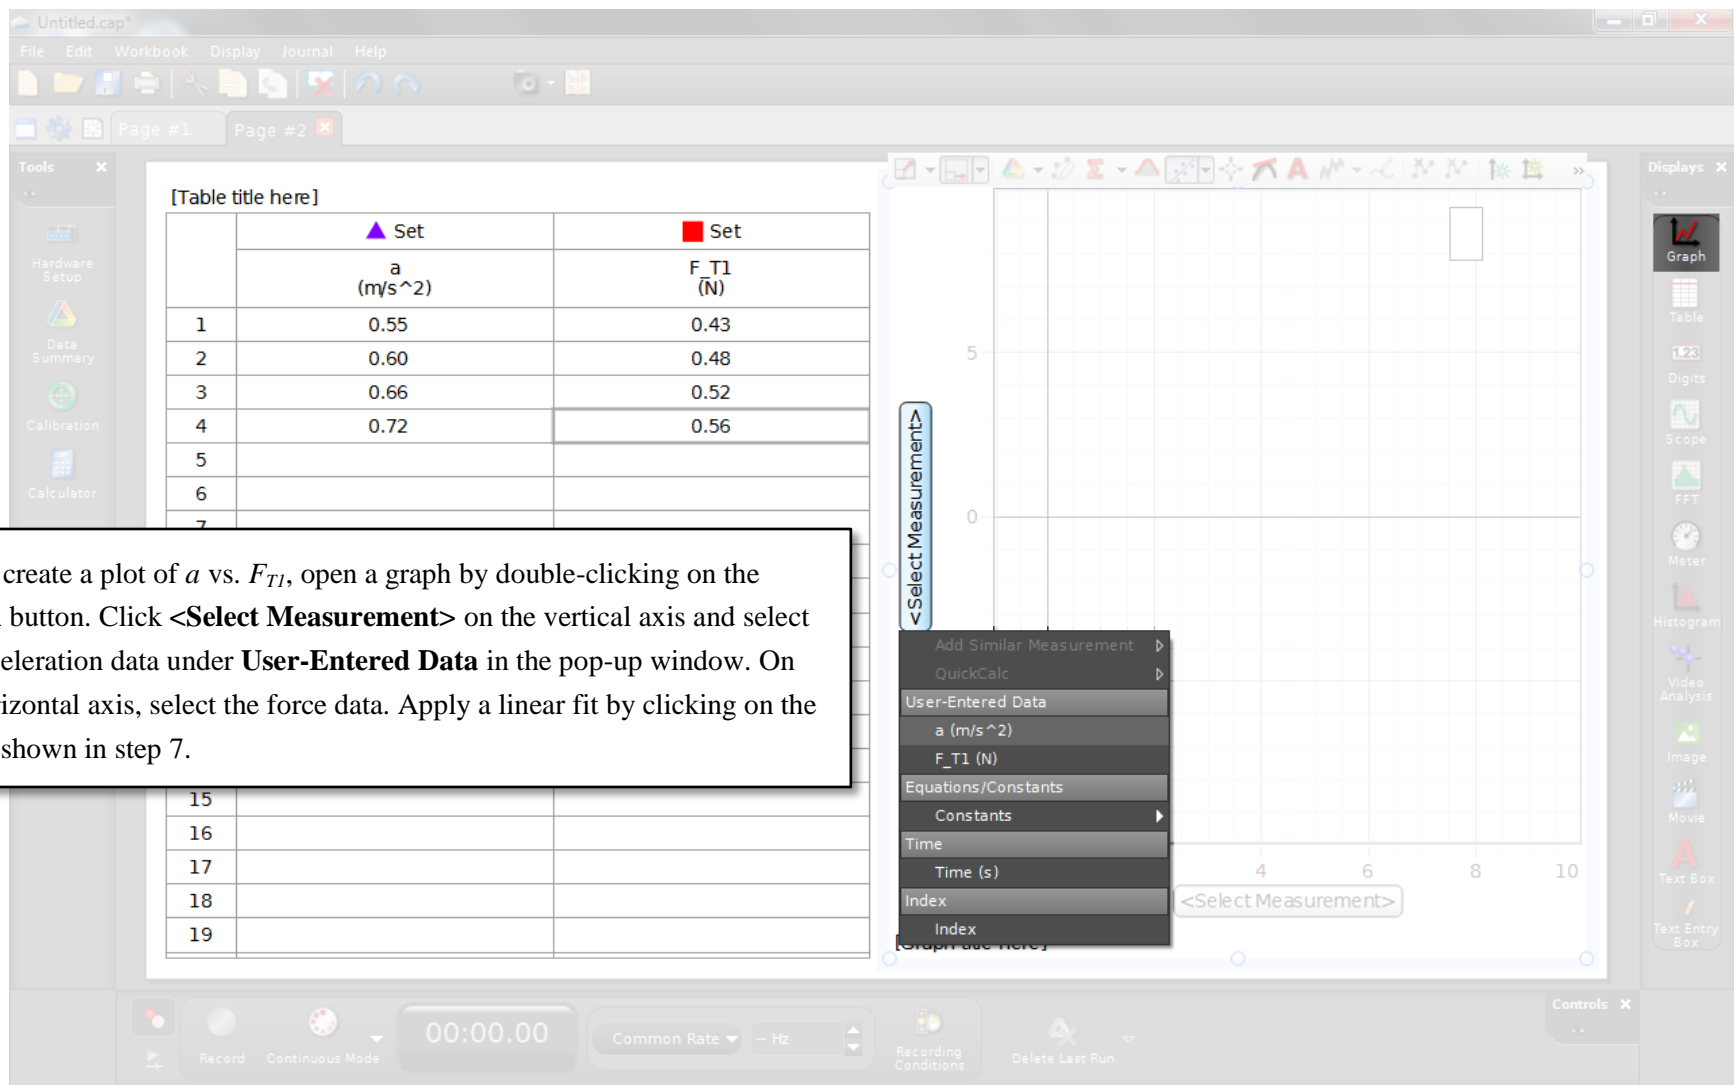 Untitled.cap*
File Edit Workbook Display Journal Help
Page #1 Page #2
Tools
Hardware
Setup
Data
Summary
Calibration
Calculator
[Table title here]
Set Set
a F_T1
(m/s^2) (N)
1 0.55 0.43
2 0.60 0.48
3 0.66 0.52
4 0.72 0.56
5
6
7
create a plot of a vs. FT1, open a graph by double-clicking on the
button. Click <Select Measurement> on the vertical axis and select
eleration data under User-Entered Data in the pop-up window. On
izontal axis, select the force data. Apply a linear fit by clicking on the
shown in step 7.
15
16
17
18
19
5
0
<Select Measurement>
Add Similar Measurement
QuickCalc
User-Entered Data
a (m/s^2)
F_T1 (N)
Equations/Constants
Constants
Time
Time (s)
Index
Index
4 6 8 10
<Select Measurement>
[Graph title here]
Displays
Graph
Table
1.23
Digits
Scope
FFT
Meter
Histogram
Video
Analysis
Image
Movie
Text Box
Text Entry
Box
Record
Continuous Mode
00:00.00
Common Rate -- Hz
Recording
Conditions
Delete Last Run
Controls